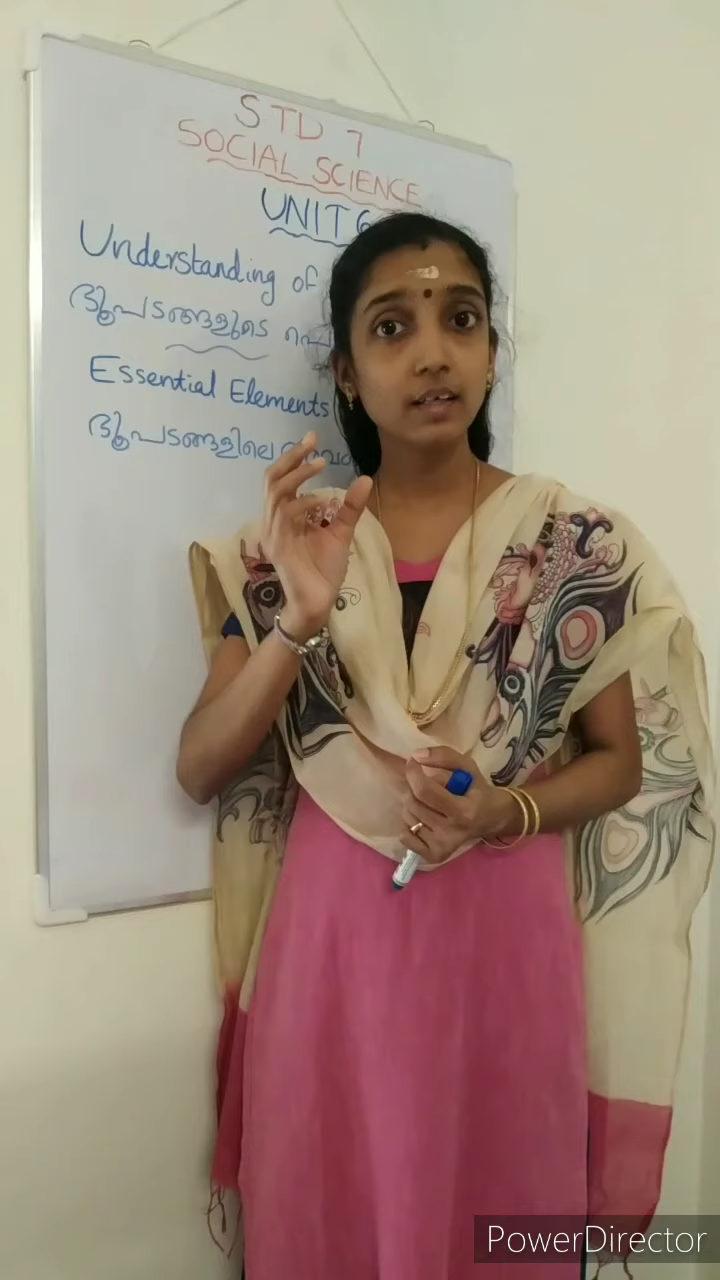 STD 7
SOCIAL SCIENCE
UNIT 6
Understanding of
ഭൂപടങ്ങളുടെ
Essential Elements
ഭൂപടങ്ങളിലെ
PowerDirector